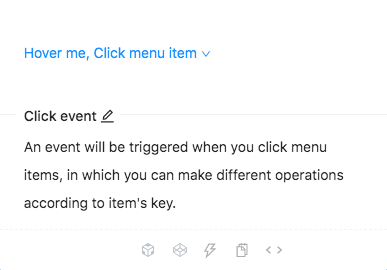 Hover me, Click menu item
Click event
An event will be triggered when you click menu
items, in which you can make different operations
according to item's key.